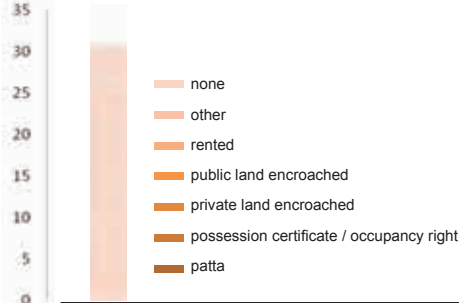 35
30
25
20
15
10
5
0
none
other
rented
public land encroached
private land encroached
possession certificate / occupancy right
patta